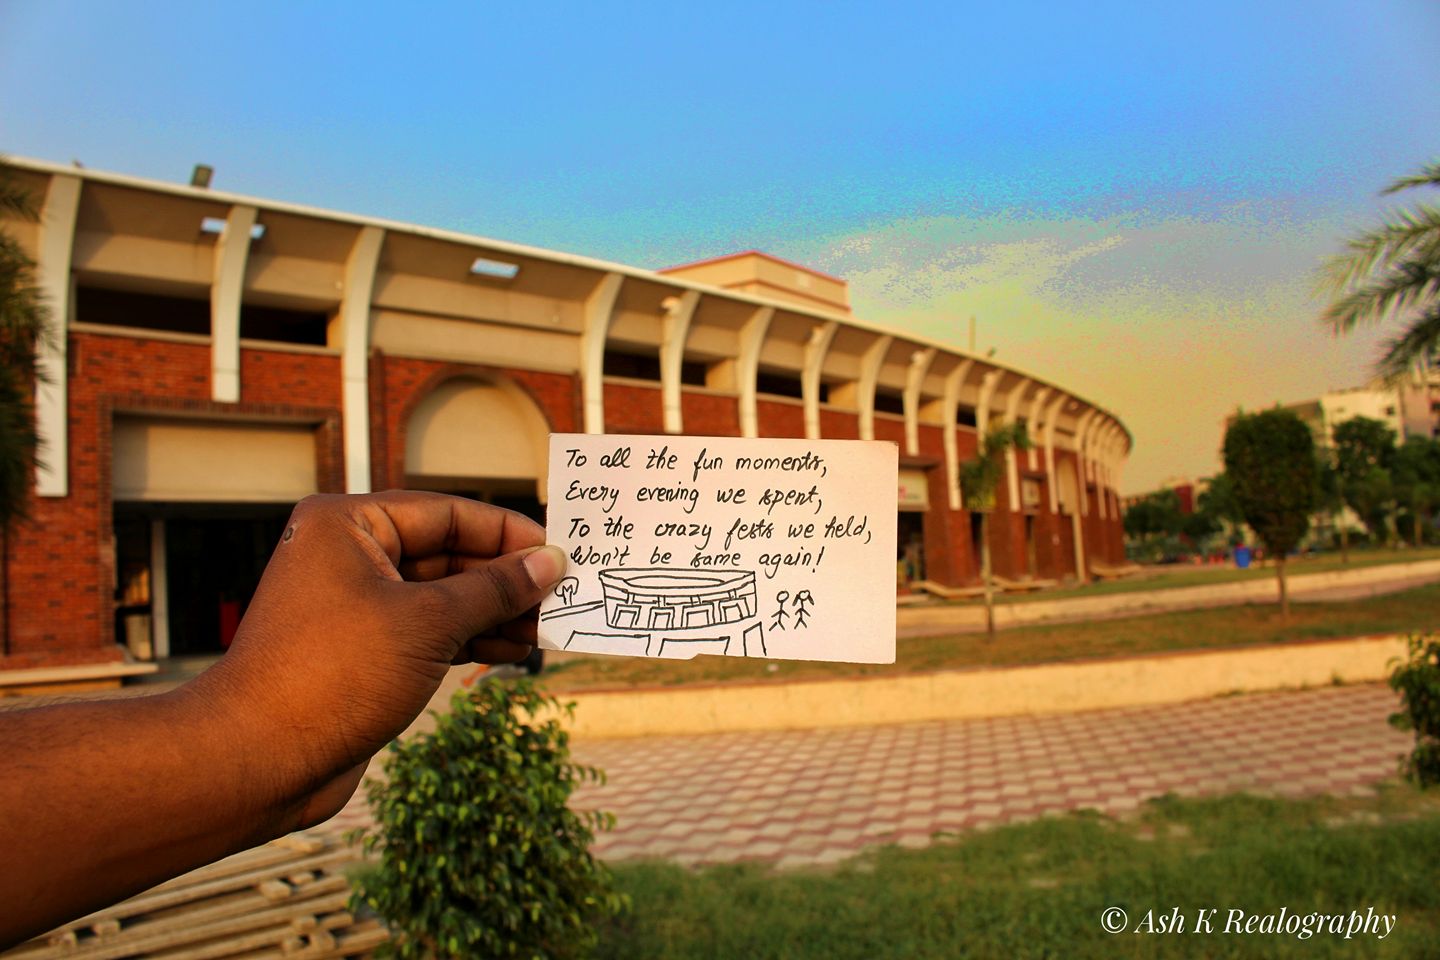 To all the fun moments,
Every evening we spent,
To the crazy fests we held,
Won't be same again!
© Ash K Realography